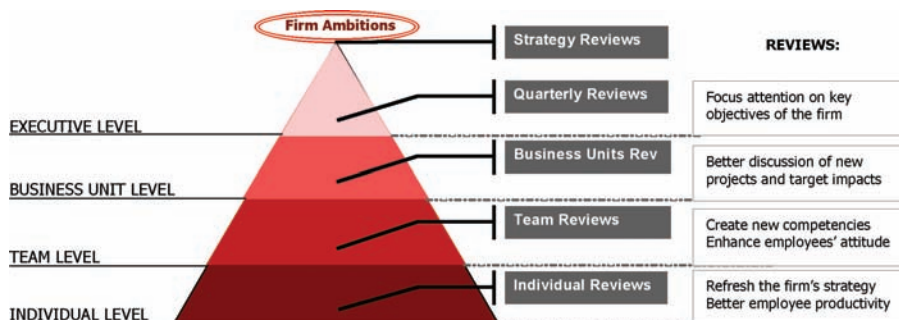 Firm Ambitions
Strategy Reviews
REVIEWS:
Quarterly Reviews
Focus attention on key
objectives of the firm
EXECUTIVE LEVEL
Business Units Rev
Better discussion of new
projects and target impacts
BUSINESS UNIT LEVEL
Team Reviews
Create new competencies
Enhance employees' attitude
TEAM LEVEL
Individual Reviews
Refresh the firm's strategy
Better employee productivity
INDIVIDUAL LEVEL